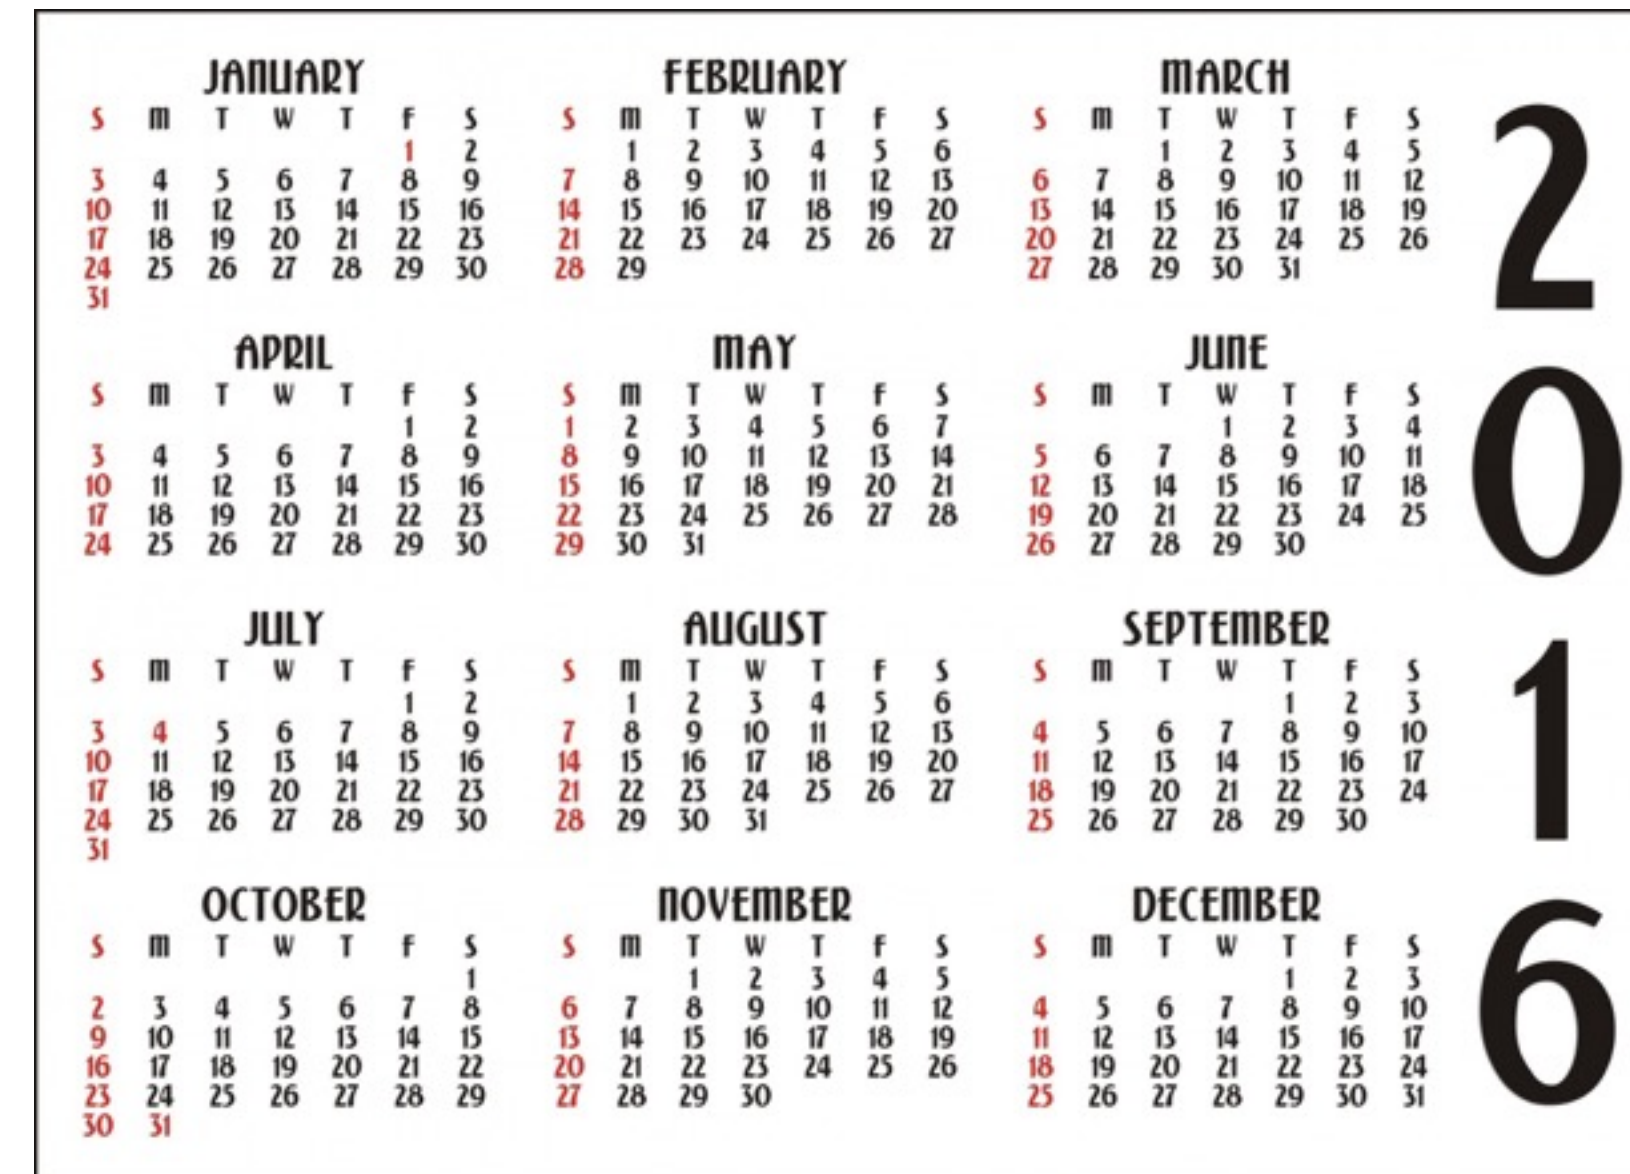 JANUARY
S M T W T F S
1 2
3 4 5 6 7 8 9
10 11 12 13 14 15 16
17 18 19 20 21 22 23
24 25 26 27 28 29 30
31
FEBRUARY
S M T W T F S
1 2 3 4 5 6
7 8 9 10 11 12 13
14 15 16 17 18 19 20
21 22 23 24 25 26 27
28 29
MARCH
S M T W T F S
1 2 3 4 5
6 7 8 9 10 11 12
13 14 15 16 17 18 19
20 21 22 23 24 25 26
27 28 29 30 31
APRIL
S M T W T F S
1 2
3 4 5 6 7 8 9
10 11 12 13 14 15 16
17 18 19 20 21 22 23
24 25 26 27 28 29 30
MAY
S M T W T F S
1 2 3 4 5 6 7
8 9 10 11 12 13 14
15 16 17 18 19 20 21
22 23 24 25 26 27 28
29 30 31
JUNE
S M T W T F S
1 2 3 4
5 6 7 8 9 10 11
12 13 14 15 16 17 18
19 20 21 22 23 24 25
26 27 28 29 30
JULY
S M T W T F S
1 2
3 4 5 6 7 8 9
10 11 12 13 14 15 16
17 18 19 20 21 22 23
24 25 26 27 28 29 30
31
AUGUST
S M T W T F S
1 2 3 4 5 6
7 8 9 10 11 12 13
14 15 16 17 18 19 20
21 22 23 24 25 26 27
28 29 30 31
SEPTEMBER
S M T W T F S
1 2 3
4 5 6 7 8 9 10
11 12 13 14 15 16 17
18 19 20 21 22 23 24
25 26 27 28 29 30
OCTOBER
S M T W T F S
1
2 3 4 5 6 7 8
9 10 11 12 13 14 15
16 17 18 19 20 21 22
23 24 25 26 27 28 29
30 31
NOVEMBER
S M T W T F S
1 2 3 4 5
6 7 8 9 10 11 12
13 14 15 16 17 18 19
20 21 22 23 24 25 26
27 28 29 30
DECEMBER
S M T W T F S
1 2 3
4 5 6 7 8 9 10
11 12 13 14 15 16 17
18 19 20 21 22 23 24
25 26 27 28 29 30 31
2016